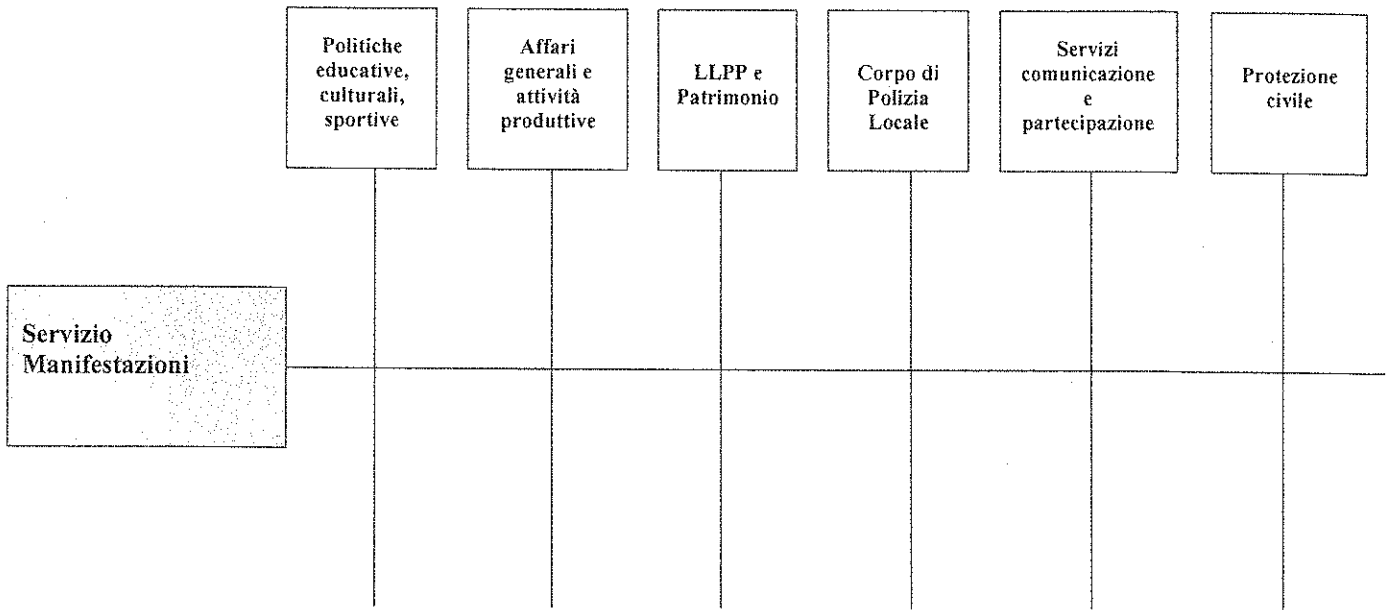 Politiche
educative,
culturali,
sportive
Affari
generali e
attività
produttive
LLPP e
Patrimonio
Corpo di
Polizia
Locale
Servizi
comunicazione
e
partecipazione
Protezione
civile
Servizio
Manifestazioni